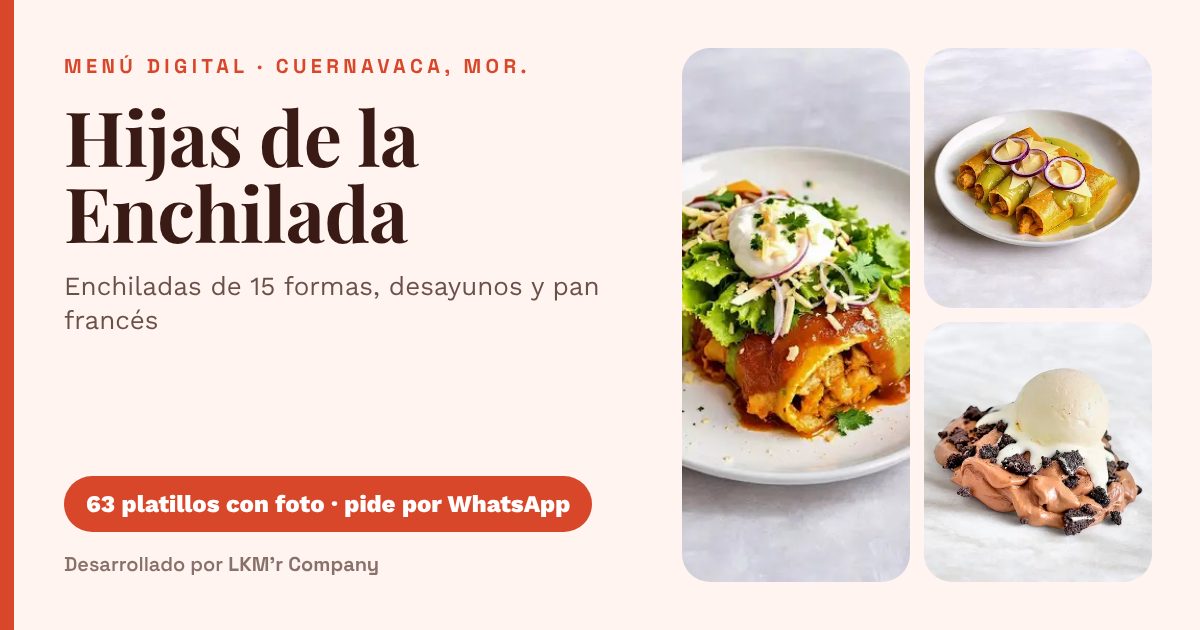 MENÚ DIGITAL · CUERNAVACA, MOR.
Hijas de la
Enchilada
Enchiladas de 15 formas, desayunos y pan
francés
63 platillos con foto · pide por WhatsApp
Desarrollado por LKM’r Company